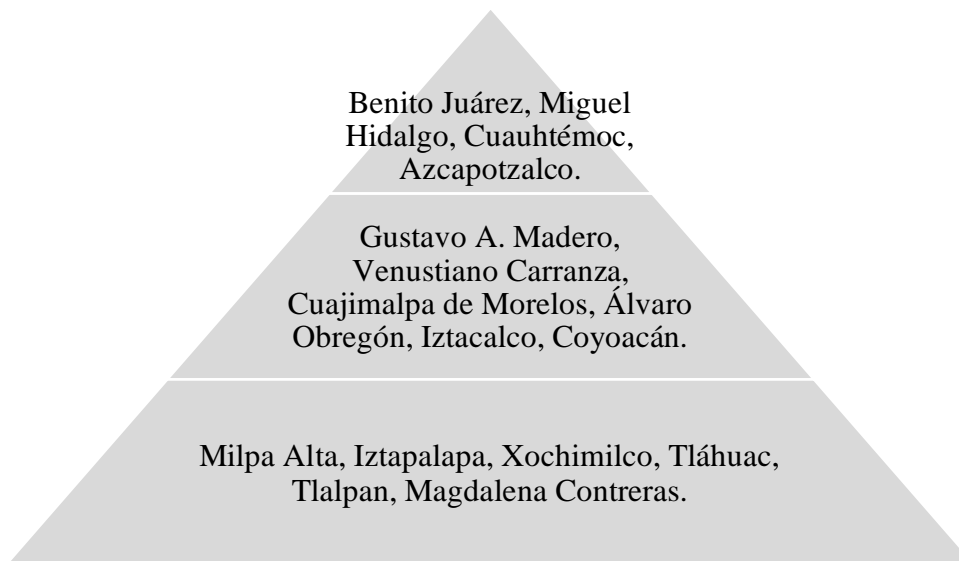 Benito Juárez, Miguel
Hidalgo, Cuauhtémoc,
Azcapotzalco.
Gustavo A. Madero,
Venustiano Carranza,
Cuajimalpa de Morelos, Álvaro
Obregón, Iztacalco, Coyoacán.
Milpa Alta, Iztapalapa, Xochimilco, Tláhuac,
Tlalpan, Magdalena Contreras.